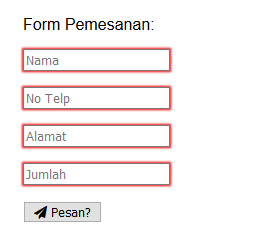 Form Pemesanan:
Nama
No Telp
Alamat
Jumlah
Pesan?